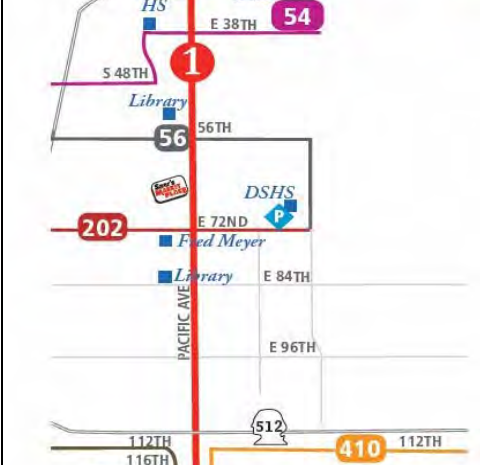 HS
E 38TH
54
1
S 48TH
Library
56TH
56
DSHS
P
E 72ND
202
Fred Meyer
Library
E 84TH
PACIFIC AVE
E 96TH
512
112TH
410
112TH
116TH